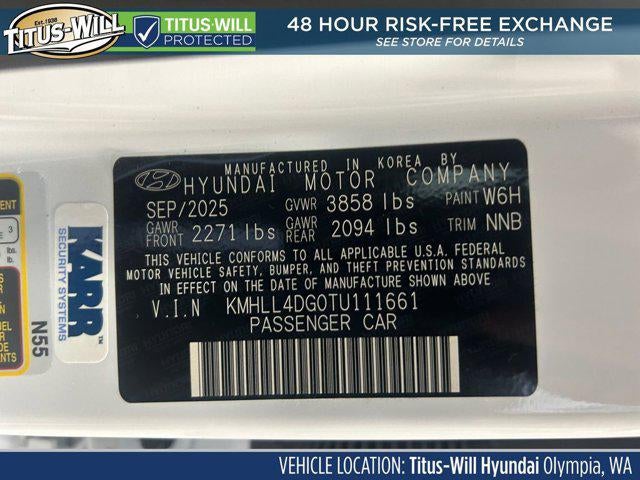 Est. 1938
TITUS-WILL
TITUS-WILL
PROTECTED
48 HOUR RISK-FREE EXCHANGE
SEE STORE FOR DETAILS
MANUFACTURED IN KOREA BY
HYUNDAI MOTOR COMPANY
SEP/2025 GVWR 3858 lbs PAINT W6H
GAWR FRONT 2271 lbs GAWR REAR 2094 lbs TRIM NNB
THIS VEHICLE CONFORMS TO ALL APPLICABLE U.S.A. FEDERAL
MOTOR VEHICLE SAFETY, BUMPER, AND THEFT PREVENTION STANDARDS
IN EFFECT ON THE DATE OF MANUFACTURE SHOWN ABOVE
V.I.N KMHLL4DG0TU111661
PASSENGER CAR
KARR™
SECURITY SYSTEMS
N55
3
lbs.
VEHICLE LOCATION: Titus-Will Hyundai Olympia, WA